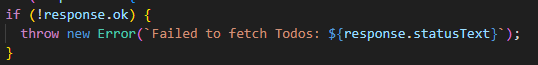 if (!response.ok) {
throw new Error(`Failed to fetch Todos: ${response.statusText}`);
}